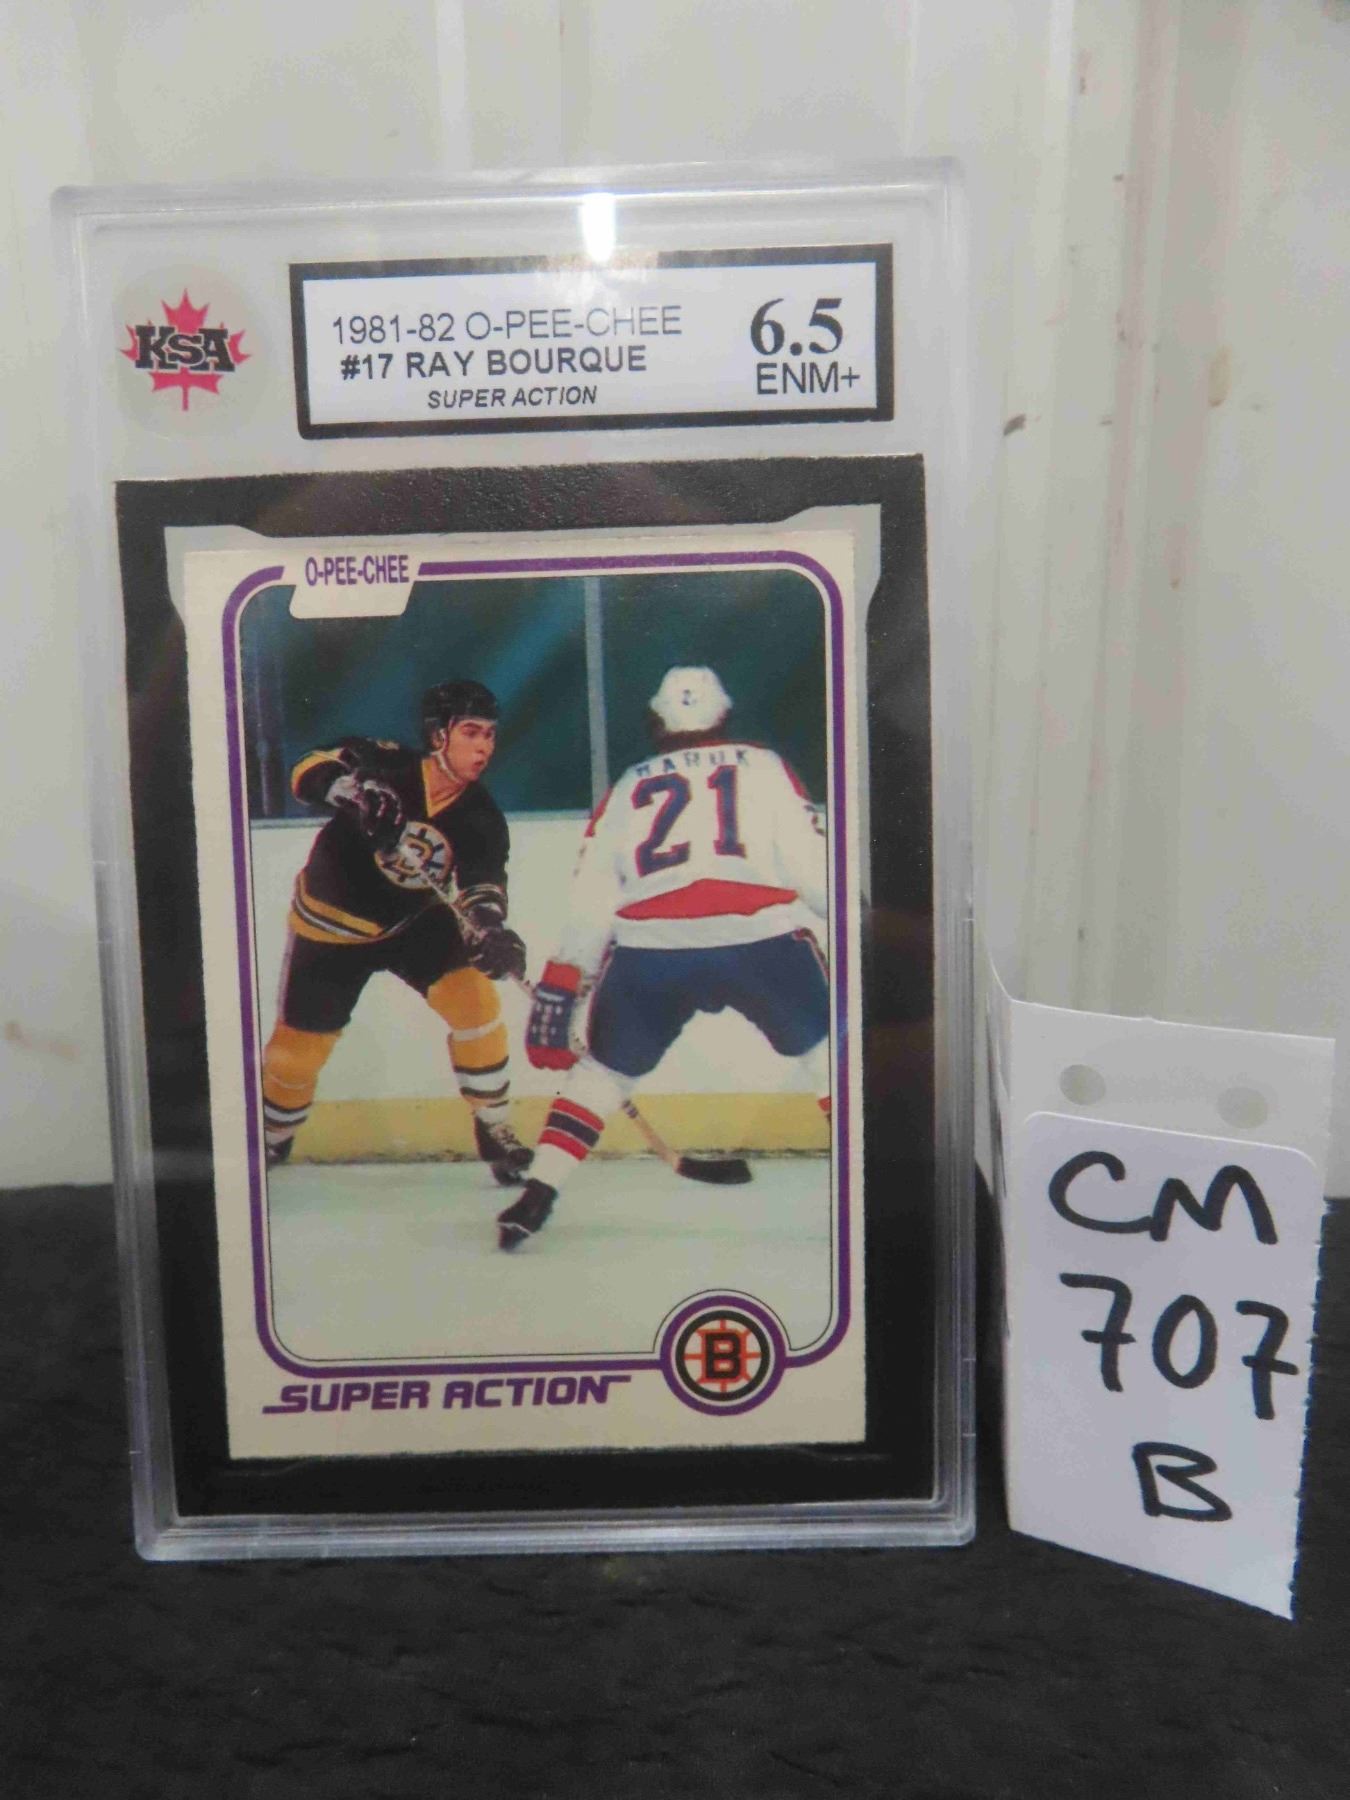 KSA
1981-82 O-PEE-CHEE
#17 RAY BOURQUE
SUPER ACTION
6.5
ENM+
O-PEE-CHEE
MARUK
21
B
SUPER ACTION
B
CM
707
B